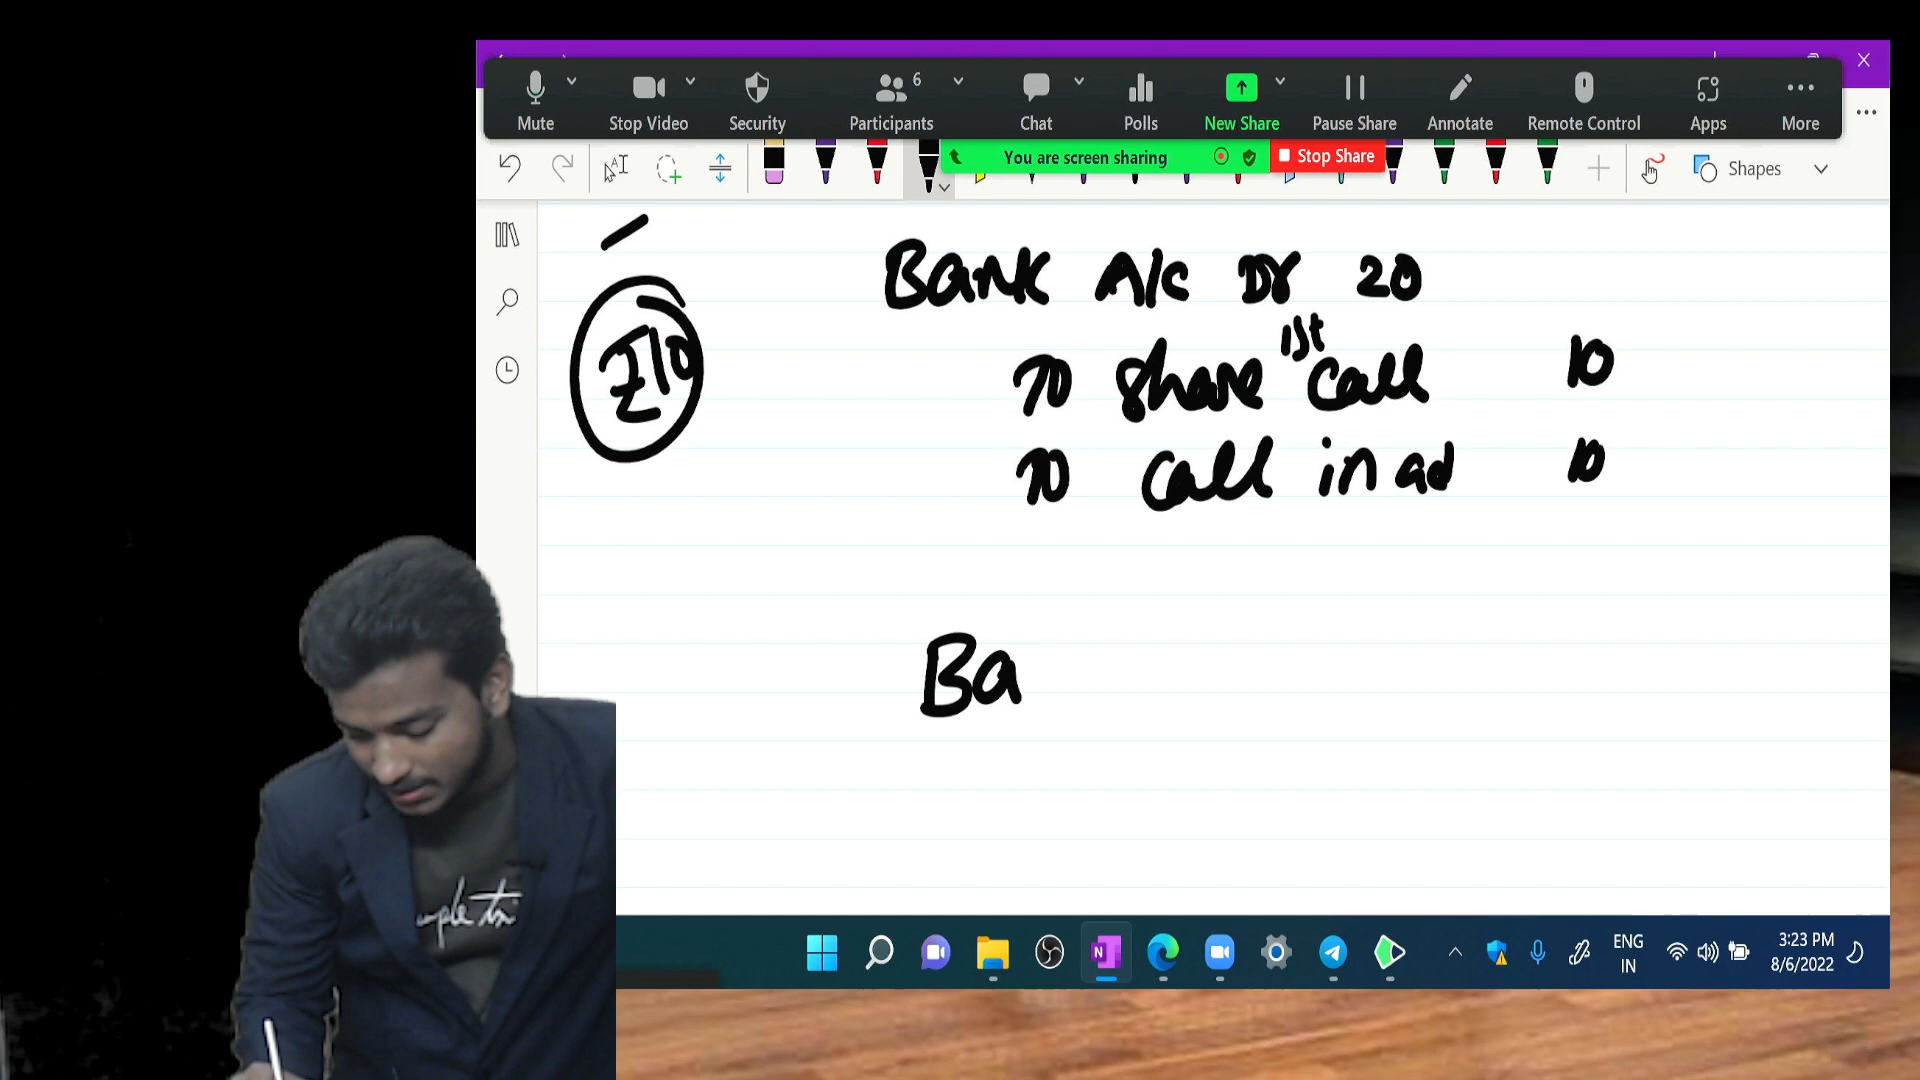 6
Mute
Stop Video
Security
Participants
Chat
Polls
New Share
Pause Share
Annotate
Remote Control
Apps
More
You are screen sharing
Stop Share
Shapes
Bank A/c Dr 20
To Share 1st Call 10
To Call in ad 10
Ba
ENG
IN
3:23 PM
8/6/2022